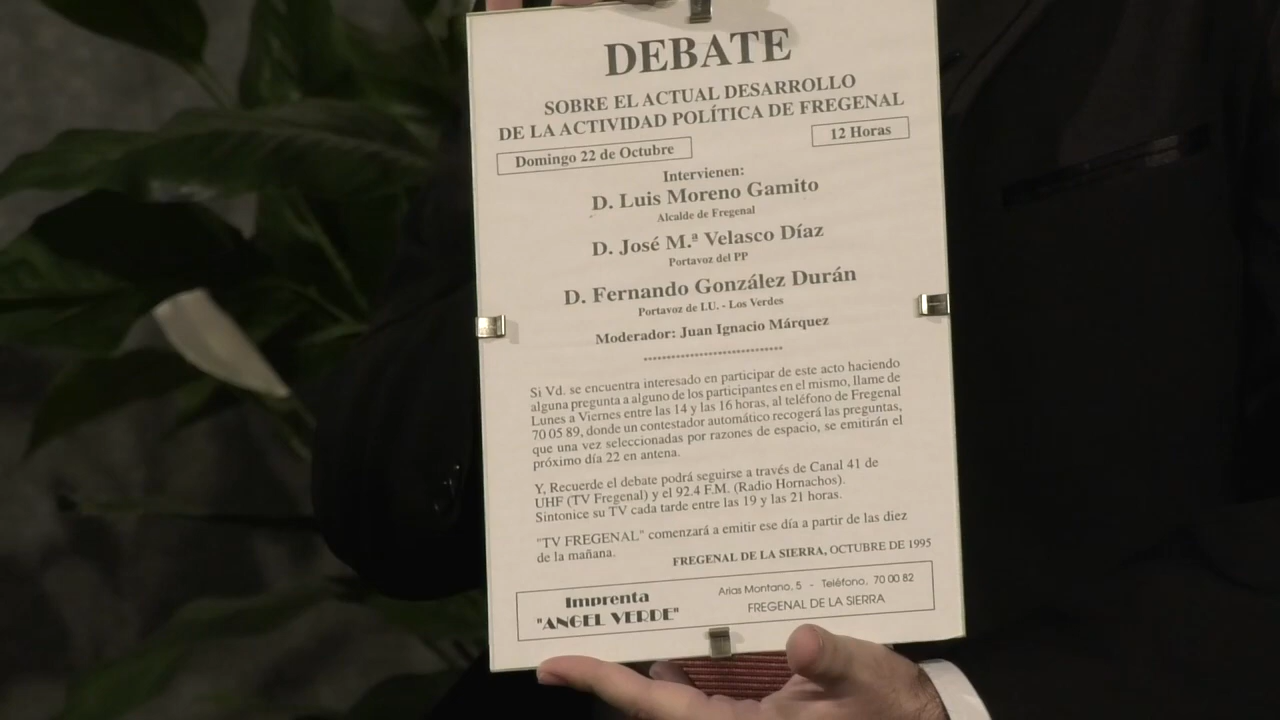 DEBATE
SOBRE EL ACTUAL DESARROLLO
DE LA ACTIVIDAD POLÍTICA DE FREGENAL
Domingo 22 de Octubre
12 Horas
Intervienen:
D. Luis Moreno Gamito
Alcalde de Fregenal
D. José M.ª Velasco Díaz
Portavoz del PP
D. Fernando González Durán
Portavoz de I.U. - Los Verdes
Moderador: Juan Ignacio Márquez
Si Vd. se encuentra interesado en participar de este acto haciendo
alguna pregunta a alguno de los participantes en el mismo, llame de
Lunes a Viernes entre las 14 y las 16 horas, al teléfono de Fregenal
70 05 89, donde un contestador automático recogerá las preguntas,
que una vez seleccionadas por razones de espacio, se emitirán el
próximo día 22 en antena.
Y, Recuerde el debate podrá seguirse a través de Canal 41 de
UHF (TV Fregenal) y el 92.4 F.M. (Radio Hornachos).
Sintonice su TV cada tarde entre las 19 y las 21 horas.
"TV FREGENAL" comenzará a emitir ese día a partir de las diez
de la mañana.
FREGENAL DE LA SIERRA, OCTUBRE DE 1995
Imprenta
"ANGEL VERDE"
Arias Montano, 5 - Teléfono, 70 00 82
FREGENAL DE LA SIERRA